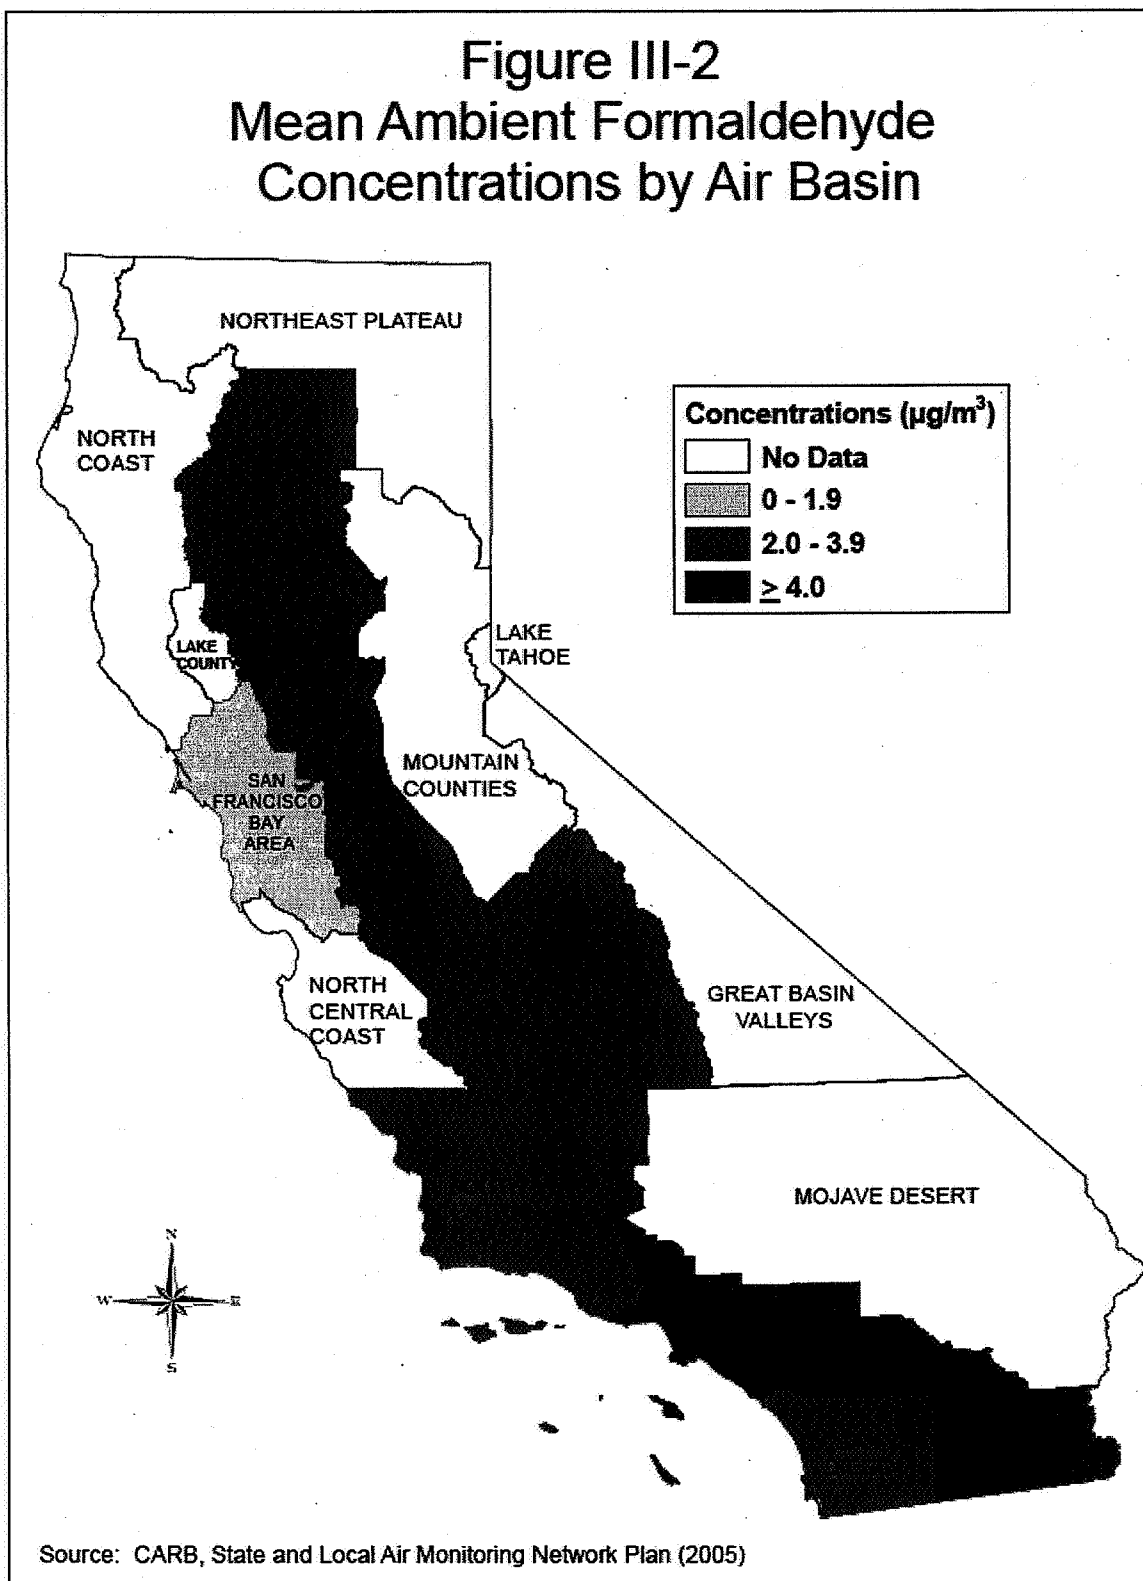 Figure III-2
Mean Ambient Formaldehyde
Concentrations by Air Basin
NORTHEAST PLATEAU
NORTH
COAST
Concentrations (µg/m³)
No Data
0 - 1.9
2.0 - 3.9
≥ 4.0
LAKE
COUNTY
LAKE
TAHOE
MOUNTAIN
COUNTIES
SAN
FRANCISCO
BAY
AREA
NORTH
CENTRAL
COAST
GREAT BASIN
VALLEYS
MOJAVE DESERT
N
W
E
S
Source: CARB, State and Local Air Monitoring Network Plan (2005)